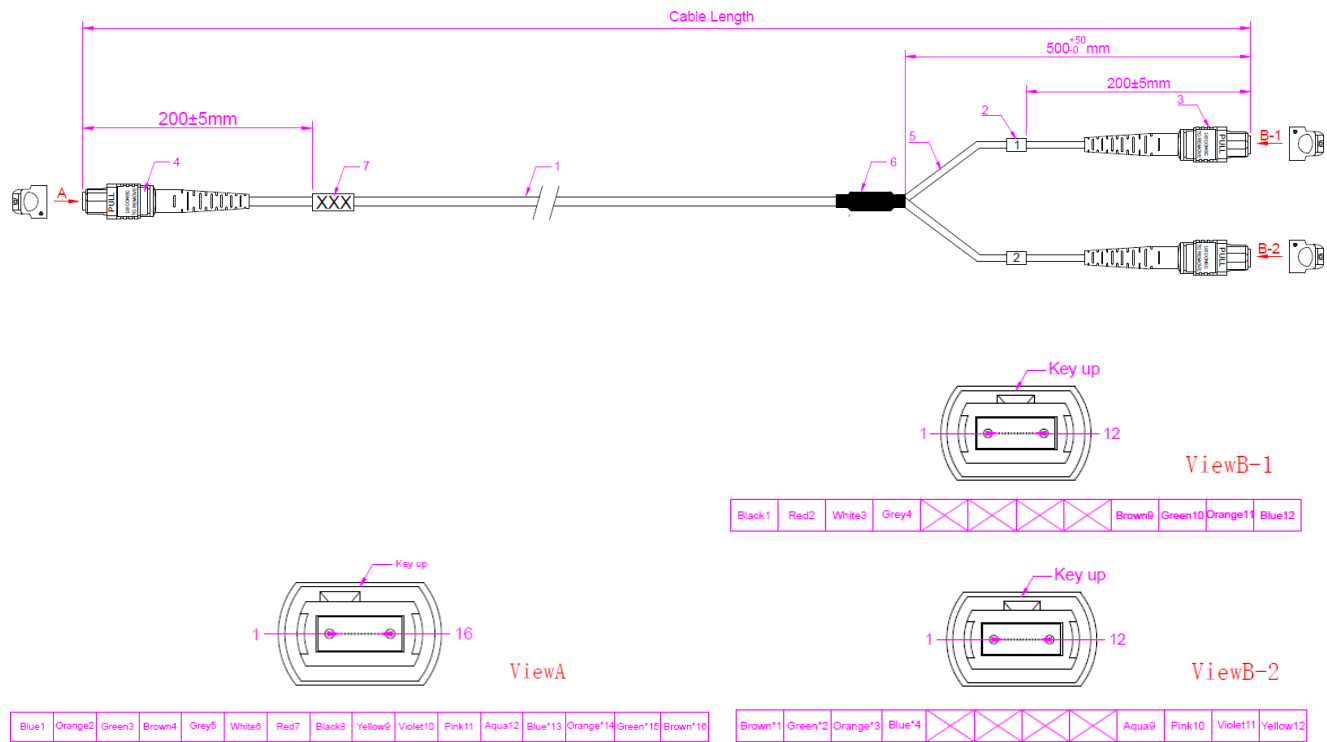 Cable Length
500 +50 -0 mm
200±5mm
200±5mm
3
2
B-1
1
5
PULL
4
7
1
6
A
XXX
PULL
B-2
2
PULL
Key up
1
12
ViewB-1
Black1 Red2 White3 Grey4 Brown9 Green10 Orange11 Blue12
Key up
1
16
ViewA
Key up
1
12
ViewB-2
Blue1 Orange2 Green3 Brown4 Grey5 White6 Red7 Black8 Yellow9 Violet10 Pink11 Aqua12 Blue*13 Orange*14 Green*15 Brown*16
Brown*1 Green*2 Orange*3 Blue*4 Aqua9 Pink10 Violet11 Yellow12